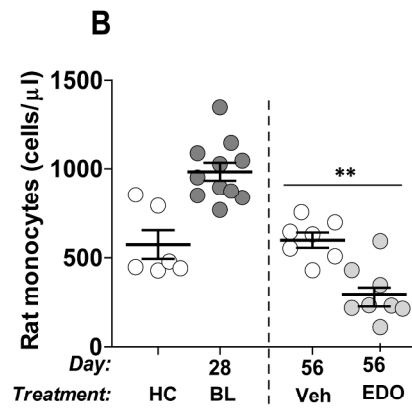 B
Rat monocytes (cells/µl)
1500
1000
500
0
**
Day: 28 56 56
Treatment: HC BL Veh EDO